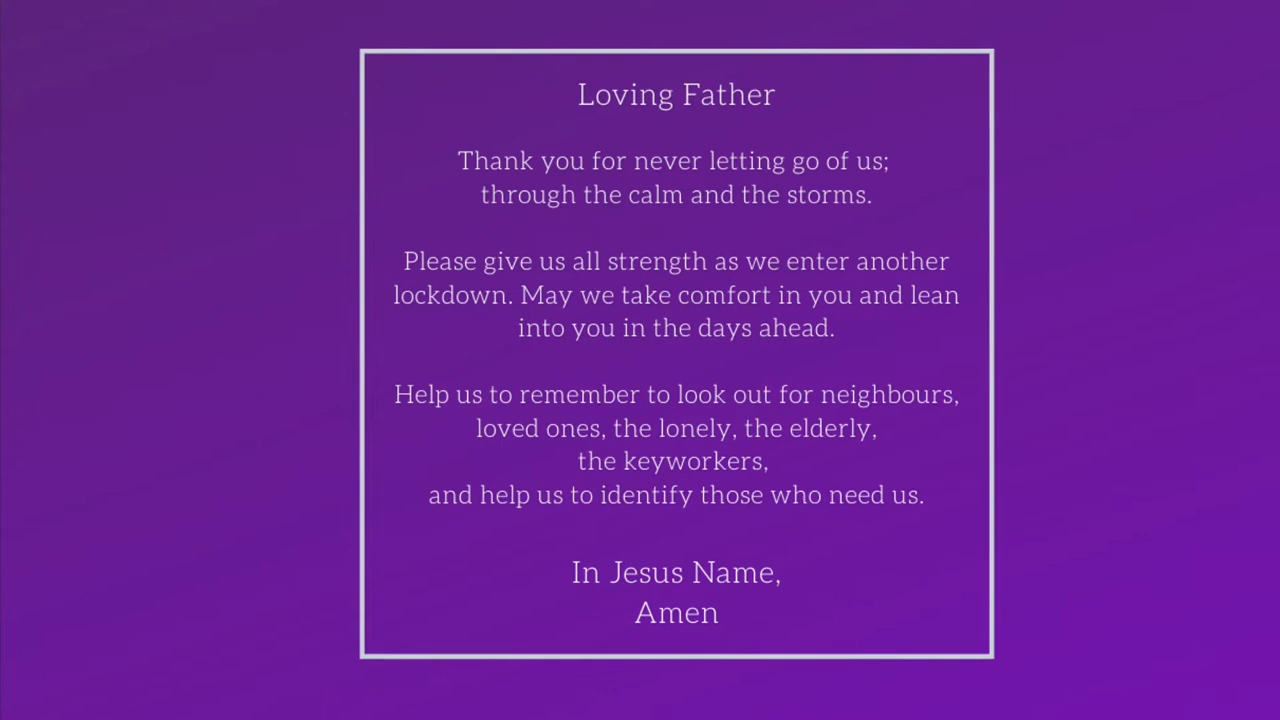 Loving Father
Thank you for never letting go of us;
through the calm and the storms.
Please give us all strength as we enter another
lockdown. May we take comfort in you and lean
into you in the days ahead.
Help us to remember to look out for neighbours,
loved ones, the lonely, the elderly,
the keyworkers,
and help us to identify those who need us.
In Jesus Name,
Amen